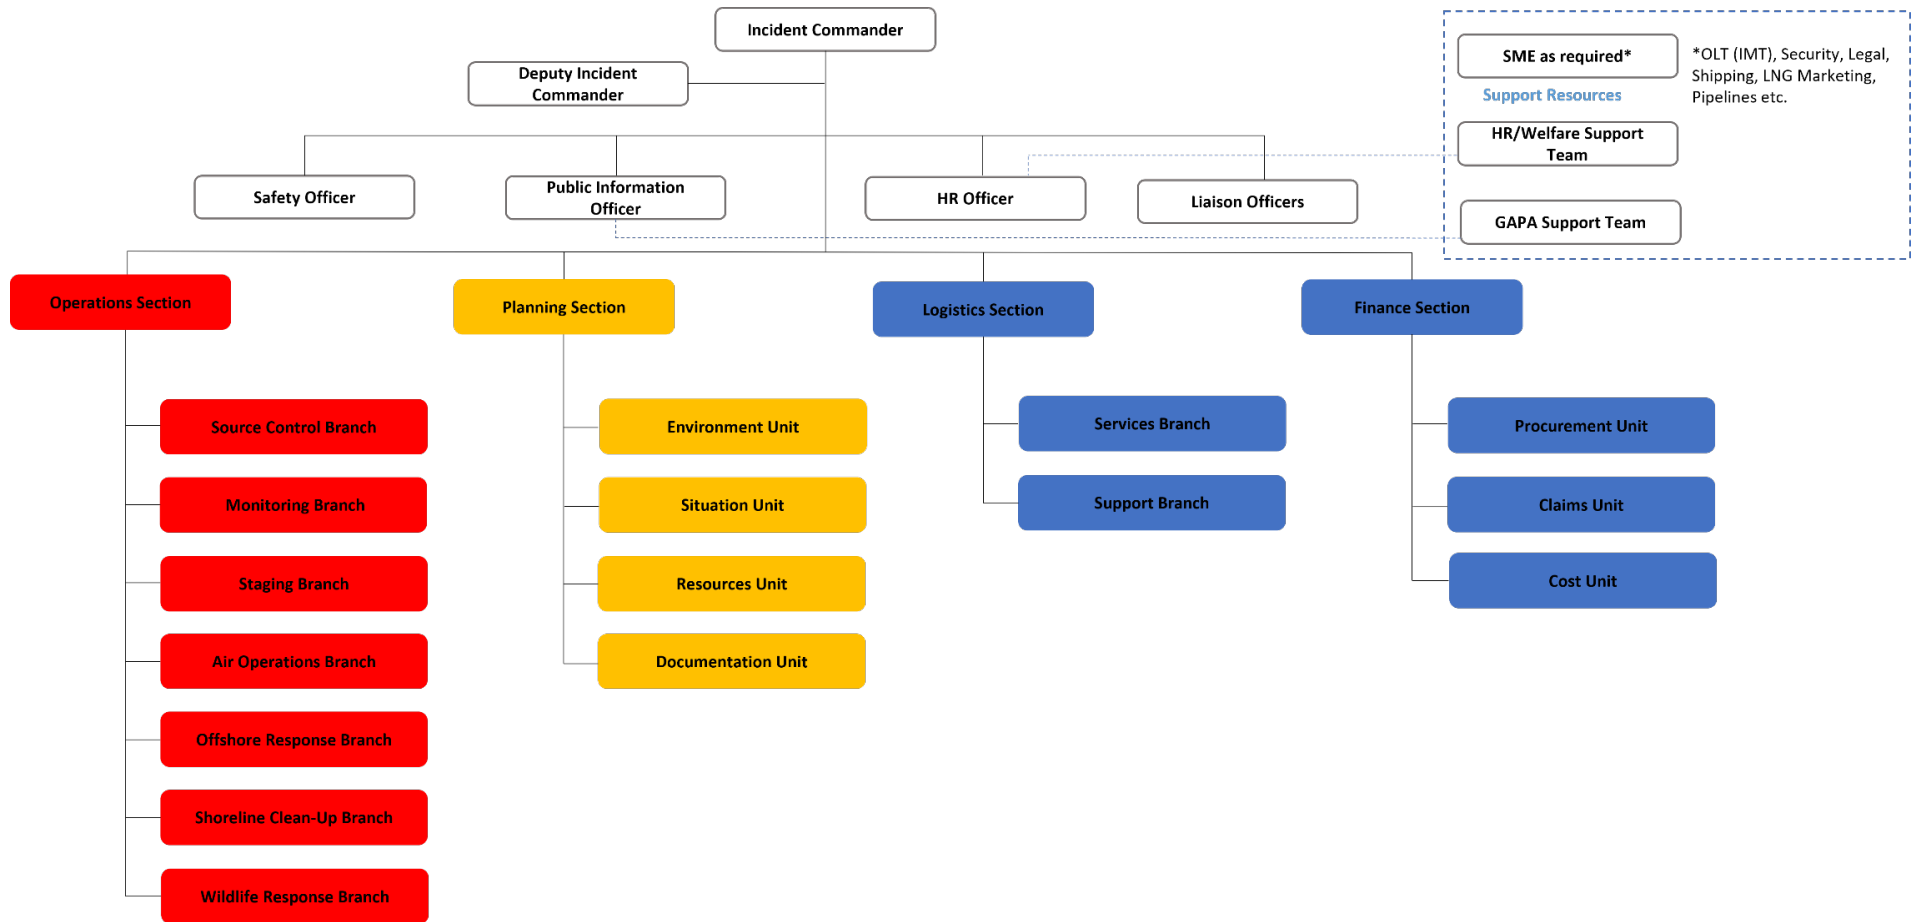 Incident Commander
Deputy Incident
Commander
SME as required*
*OLT (IMT), Security, Legal,
Shipping, LNG Marketing,
Pipelines etc.
Support Resources
HR/Welfare Support
Team
Safety Officer
Public Information
Officer
HR Officer
Liaison Officers
GAPA Support Team
Operations Section
Planning Section
Logistics Section
Finance Section
Source Control Branch
Monitoring Branch
Staging Branch
Air Operations Branch
Offshore Response Branch
Shoreline Clean-Up Branch
Wildlife Response Branch
Environment Unit
Situation Unit
Resources Unit
Documentation Unit
Services Branch
Support Branch
Procurement Unit
Claims Unit
Cost Unit